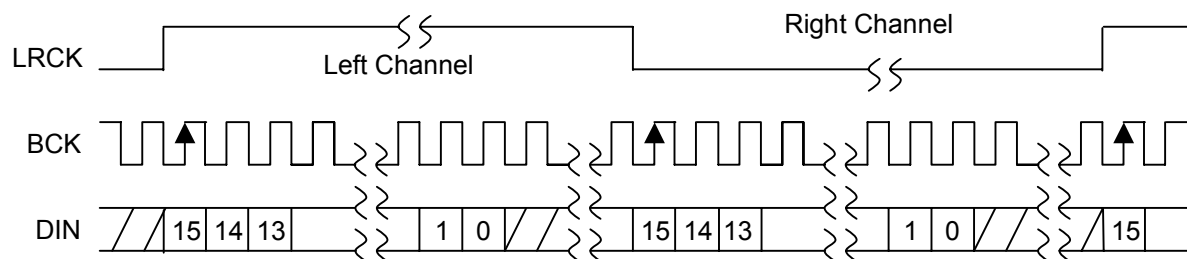 Right Channel
LRCK
Left Channel
BCK
DIN 15 14 13 1 0 15 14 13 1 0 15